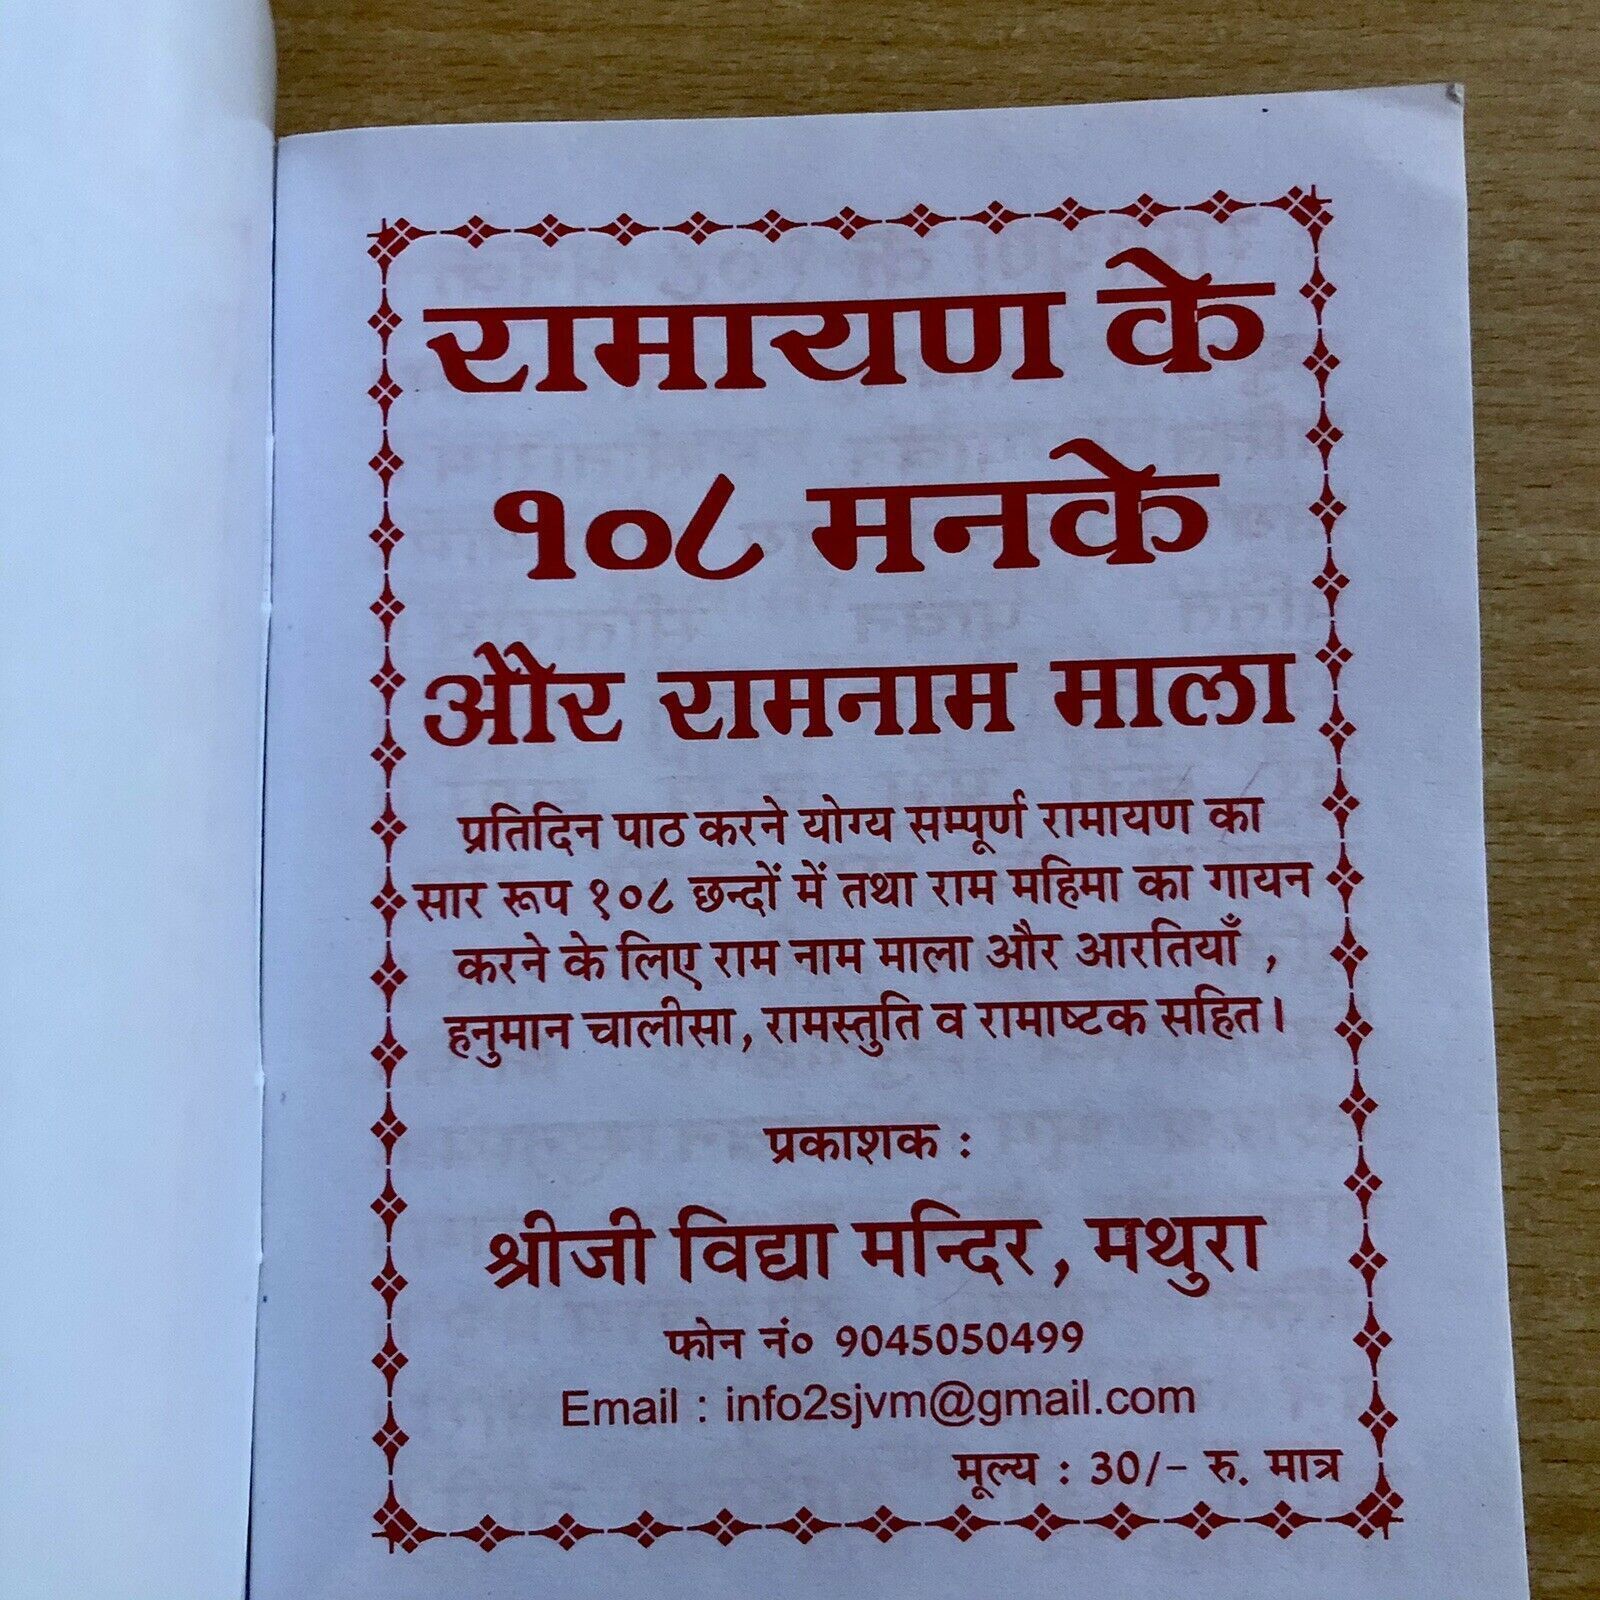 रामायण के
१०८ मनके
और रामनाम माला
प्रतिदिन पाठ करने योग्य सम्पूर्ण रामायण का
सार रूप १०८ छन्दों में तथा राम महिमा का गायन
करने के लिए राम नाम माला और आरतियाँ ,
हनुमान चालीसा, रामस्तुति व रामाष्टक सहित।
प्रकाशक :
श्रीजी विद्या मन्दिर, मथुरा
फोन नं० 9045050499
Email : info2sjvm@gmail.com
मूल्य : 30/- रु. मात्र